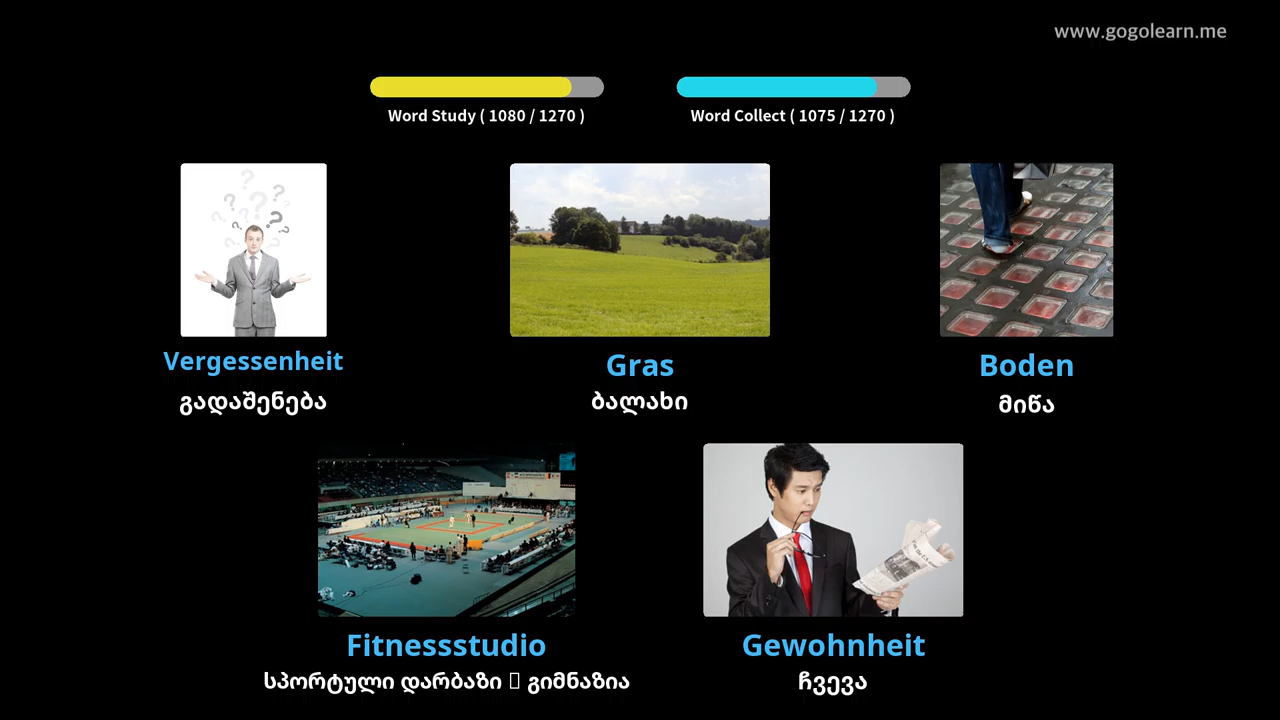 www.gogolearn.me
Word Study ( 1080 / 1270 )
Word Collect ( 1075 / 1270 )
Vergessenheit
Gras
Boden
გადაშენება
ბალახი
მიწა
Fitnessstudio
Gewohnheit
სპორტული დარბაზი ▯ გიმნაზია
ჩვევა